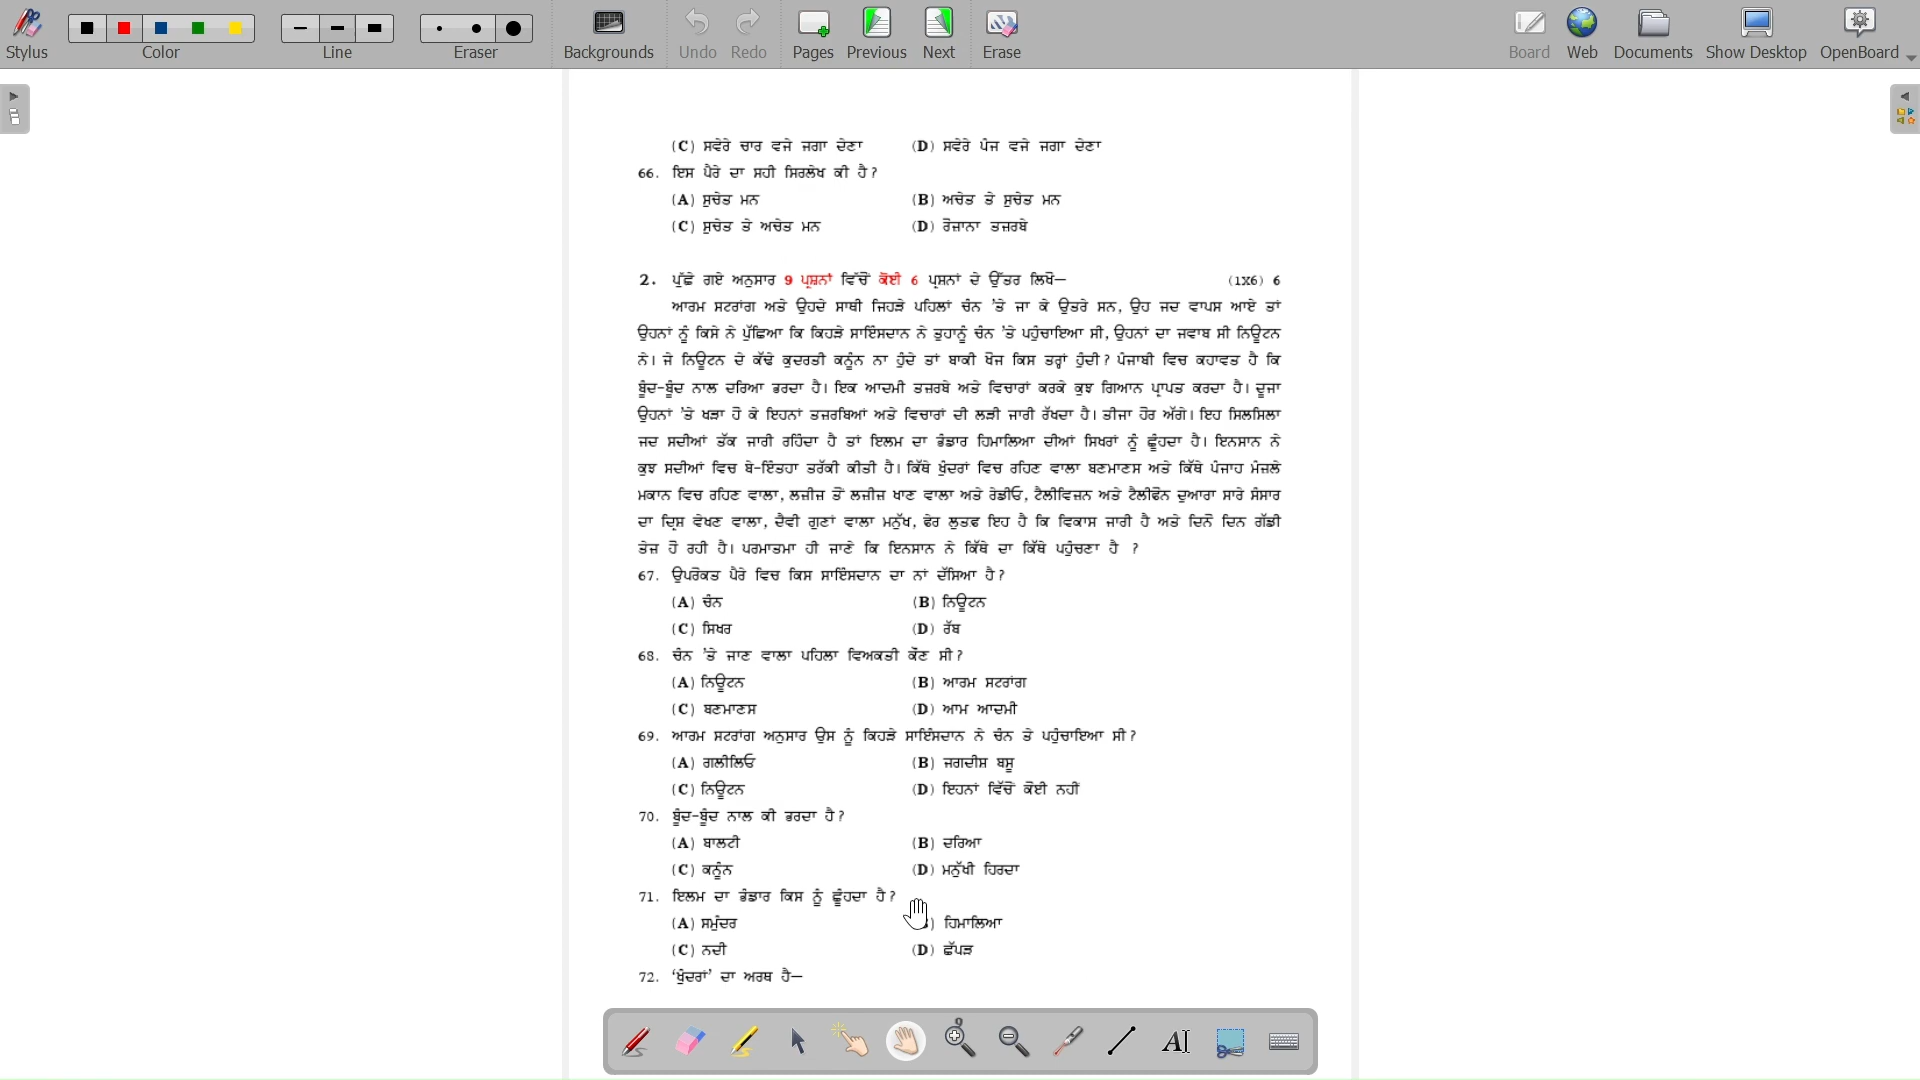 Stylus Color Line Eraser Backgrounds Undo Redo Pages Previous Next Erase Board Web Documents Show Desktop OpenBoard
(C) ਸਵੇਰੇ ਚਾਰ ਵਜੇ ਜਗਾ ਦੇਣਾ (D) ਸਵੇਰੇ ਪੰਜ ਵਜੇ ਜਗਾ ਦੇਣਾ
66. ਇਸ ਪੈਰੇ ਦਾ ਸਹੀ ਸਿਰਲੇਖ ਕੀ ਹੈ?
(A) ਸੁਚੇਤ ਮਨ (B) ਅਚੇਤ ਤੇ ਸੁਚੇਤ ਮਨ
(C) ਸੁਚੇਤ ਤੇ ਅਚੇਤ ਮਨ (D) ਰੋਜ਼ਾਨਾ ਤਜ਼ਰਬੇ
2. ਪੁੱਛੇ ਗਏ ਅਨੁਸਾਰ 9 ਪ੍ਰਸ਼ਨਾਂ ਵਿੱਚੋਂ ਕੋਈ 6 ਪ੍ਰਸ਼ਨਾਂ ਦੇ ਉੱਤਰ ਲਿਖੋ— (1X6) 6
ਆਰਮ ਸਟਰਾਂਗ ਅਤੇ ਉਹਦੇ ਸਾਥੀ ਜਿਹੜੇ ਪਹਿਲਾਂ ਚੰਨ 'ਤੇ ਜਾ ਕੇ ਉਤਰੇ ਸਨ, ਉਹ ਜਦ ਵਾਪਸ ਆਏ ਤਾਂ
ਉਹਨਾਂ ਨੂੰ ਕਿਸੇ ਨੇ ਪੁੱਛਿਆ ਕਿ ਕਿਹੜੇ ਸਾਇੰਸਦਾਨ ਨੇ ਤੁਹਾਨੂੰ ਚੰਨ 'ਤੇ ਪਹੁੰਚਾਇਆ ਸੀ, ਉਹਨਾਂ ਦਾ ਜਵਾਬ ਸੀ ਨਿਊਟਨ
ਨੇ। ਜੇ ਨਿਊਟਨ ਦੇ ਕੱਢੇ ਕੁਦਰਤੀ ਕਨੂੰਨ ਨਾ ਹੁੰਦੇ ਤਾਂ ਬਾਕੀ ਖੋਜ ਕਿਸ ਤਰ੍ਹਾਂ ਹੁੰਦੀ? ਪੰਜਾਬੀ ਵਿਚ ਕਹਾਵਤ ਹੈ ਕਿ
ਬੂੰਦ-ਬੂੰਦ ਨਾਲ ਦਰਿਆ ਭਰਦਾ ਹੈ। ਇਕ ਆਦਮੀ ਤਜਰਬੇ ਅਤੇ ਵਿਚਾਰਾਂ ਕਰਕੇ ਕੁਝ ਗਿਆਨ ਪ੍ਰਾਪਤ ਕਰਦਾ ਹੈ। ਦੂਜਾ
ਉਹਨਾਂ 'ਤੇ ਖੜਾ ਹੋ ਕੇ ਇਹਨਾਂ ਤਜ਼ਰਬਿਆਂ ਅਤੇ ਵਿਚਾਰਾਂ ਦੀ ਲੜੀ ਜਾਰੀ ਰੱਖਦਾ ਹੈ। ਤੀਜਾ ਹੋਰ ਅੱਗੇ। ਇਹ ਸਿਲਸਿਲਾ
ਜਦ ਸਦੀਆਂ ਤੱਕ ਜਾਰੀ ਰਹਿੰਦਾ ਹੈ ਤਾਂ ਇਲਮ ਦਾ ਭੰਡਾਰ ਹਿਮਾਲਿਆ ਦੀਆਂ ਸਿਖਰਾਂ ਨੂੰ ਛੂੰਹਦਾ ਹੈ। ਇਨਸਾਨ ਨੇ
ਕੁਝ ਸਦੀਆਂ ਵਿਚ ਬੇ-ਇੰਤਹਾ ਤਰੱਕੀ ਕੀਤੀ ਹੈ। ਕਿੱਥੇ ਖੁੰਦਰਾਂ ਵਿਚ ਰਹਿਣ ਵਾਲਾ ਬਣਮਾਣਸ ਅਤੇ ਕਿੱਥੇ ਪੰਜਾਹ ਮੰਜ਼ਲੇ
ਮਕਾਨ ਵਿਚ ਰਹਿਣ ਵਾਲਾ, ਲਜ਼ੀਜ਼ ਤੋਂ ਲਜ਼ੀਜ਼ ਖਾਣ ਵਾਲਾ ਅਤੇ ਰੇਡੀਓ, ਟੈਲੀਵਿਜ਼ਨ ਅਤੇ ਟੈਲੀਫੋਨ ਦੁਆਰਾ ਸਾਰੇ ਸੰਸਾਰ
ਦਾ ਦ੍ਰਿਸ਼ ਵੇਖਣ ਵਾਲਾ, ਦੈਵੀ ਗੁਣਾਂ ਵਾਲਾ ਮਨੁੱਖ, ਫੇਰ ਲੁਤਫ ਇਹ ਹੈ ਕਿ ਵਿਕਾਸ ਜਾਰੀ ਹੈ ਅਤੇ ਦਿਨੋ ਦਿਨ ਗੱਡੀ
ਤੇਜ਼ ਹੋ ਰਹੀ ਹੈ। ਪਰਮਾਤਮਾ ਹੀ ਜਾਣੇ ਕਿ ਇਨਸਾਨ ਨੇ ਕਿੱਥੇ ਦਾ ਕਿੱਥੇ ਪਹੁੰਚਣਾ ਹੈ ?
67. ਉਪਰੋਕਤ ਪੈਰੇ ਵਿਚ ਕਿਸ ਸਾਇੰਸਦਾਨ ਦਾ ਨਾਂ ਦੱਸਿਆ ਹੈ?
(A) ਚੰਨ (B) ਨਿਊਟਨ
(C) ਸਿਖਰ (D) ਰੱਬ
68. ਚੰਨ 'ਤੇ ਜਾਣ ਵਾਲਾ ਪਹਿਲਾ ਵਿਅਕਤੀ ਕੌਣ ਸੀ?
(A) ਨਿਊਟਨ (B) ਆਰਮ ਸਟਰਾਂਗ
(C) ਬਣਮਾਣਸ (D) ਆਮ ਆਦਮੀ
69. ਆਰਮ ਸਟਰਾਂਗ ਅਨੁਸਾਰ ਉਸ ਨੂੰ ਕਿਹੜੇ ਸਾਇੰਸਦਾਨ ਨੇ ਚੰਨ ਤੇ ਪਹੁੰਚਾਇਆ ਸੀ?
(A) ਗਲੀਲਿਓ (B) ਜਗਦੀਸ਼ ਬਸੂ
(C) ਨਿਊਟਨ (D) ਇਹਨਾਂ ਵਿੱਚੋਂ ਕੋਈ ਨਹੀਂ
70. ਬੂੰਦ-ਬੂੰਦ ਨਾਲ ਕੀ ਭਰਦਾ ਹੈ?
(A) ਬਾਲਟੀ (B) ਦਰਿਆ
(C) ਕਨੂੰਨ (D) ਮਨੁੱਖੀ ਹਿਰਦਾ
71. ਇਲਮ ਦਾ ਭੰਡਾਰ ਕਿਸ ਨੂੰ ਛੂੰਹਦਾ ਹੈ?
(A) ਸਮੁੰਦਰ ) ਹਿਮਾਲਿਆ
(C) ਨਦੀ (D) ਛੱਪੜ
72. 'ਖੁੰਦਰਾਂ' ਦਾ ਅਰਥ ਹੈ—